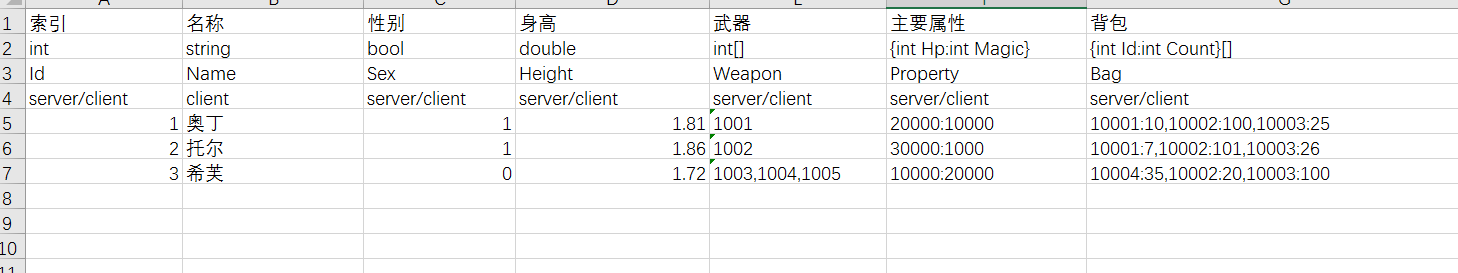 A B C D E F G
1 索引 名称 性别 身高 武器 主要属性 背包
2 int string bool double int[] {int Hp:int Magic} {int Id:int Count}[]
3 Id Name Sex Height Weapon Property Bag
4 server/client client server/client server/client server/client server/client server/client
5 1 奥丁 1 1.81 1001 20000:10000 10001:10,10002:100,10003:25
6 2 托尔 1 1.86 1002 30000:1000 10001:7,10002:101,10003:26
7 3 希芙 0 1.72 1003,1004,1005 10000:20000 10004:35,10002:20,10003:100
8
9
10
11